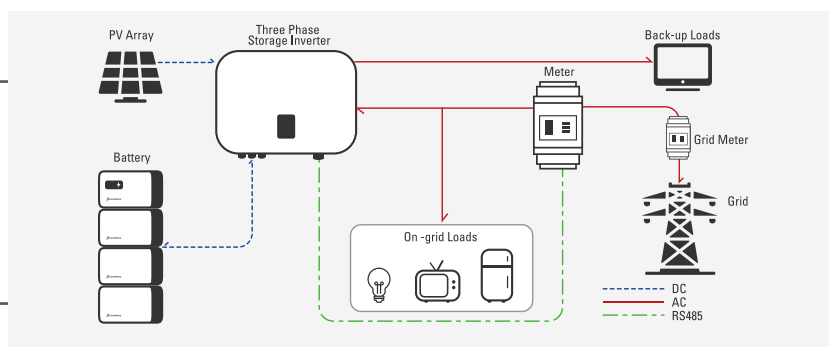 PV Array
Three Phase
Storage Inverter
Back-up Loads
Meter
Grid Meter
Battery
Grid
On -grid Loads
DC
AC
RS485